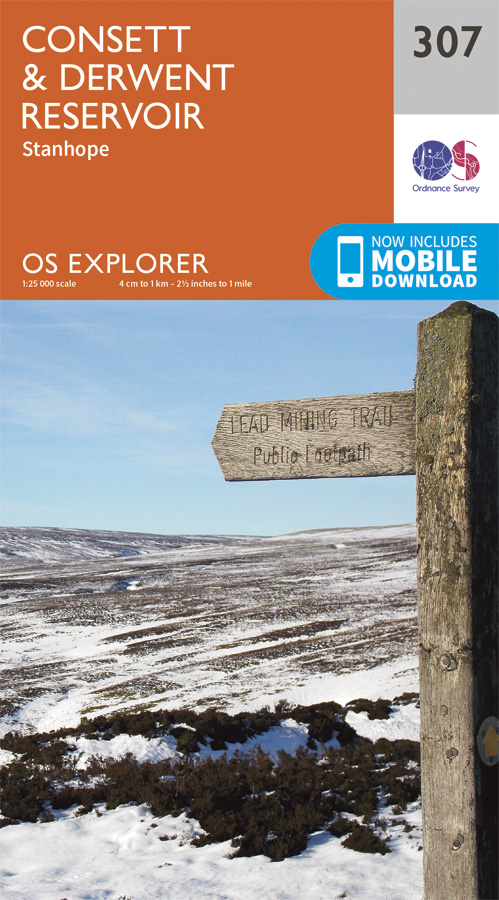 CONSETT
& DERWENT
RESERVOIR
Stanhope
307
OS
Ordnance Survey
OS EXPLORER
1:25 000 scale 4 cm to 1 km – 2½ inches to 1 mile
NOW INCLUDES
MOBILE
DOWNLOAD
LEAD MINING TRAIL
Public Footpath